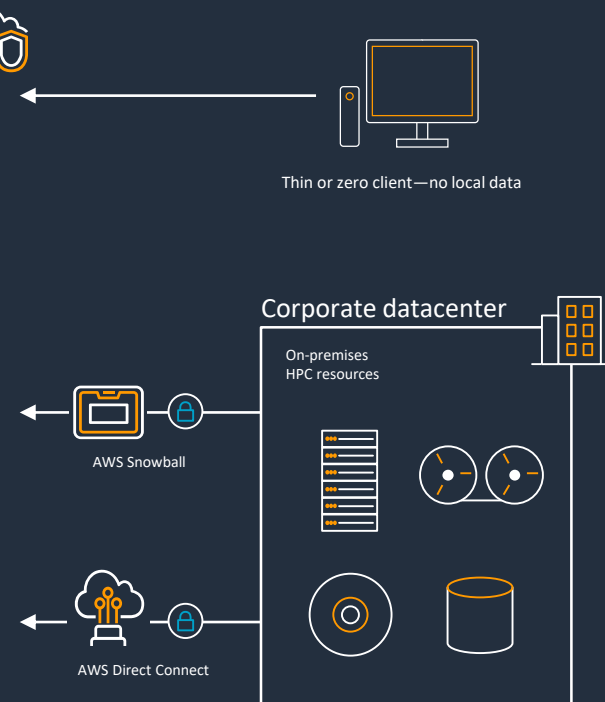 Thin or zero client—no local data
Corporate datacenter
On-premises
HPC resources
AWS Snowball
AWS Direct Connect